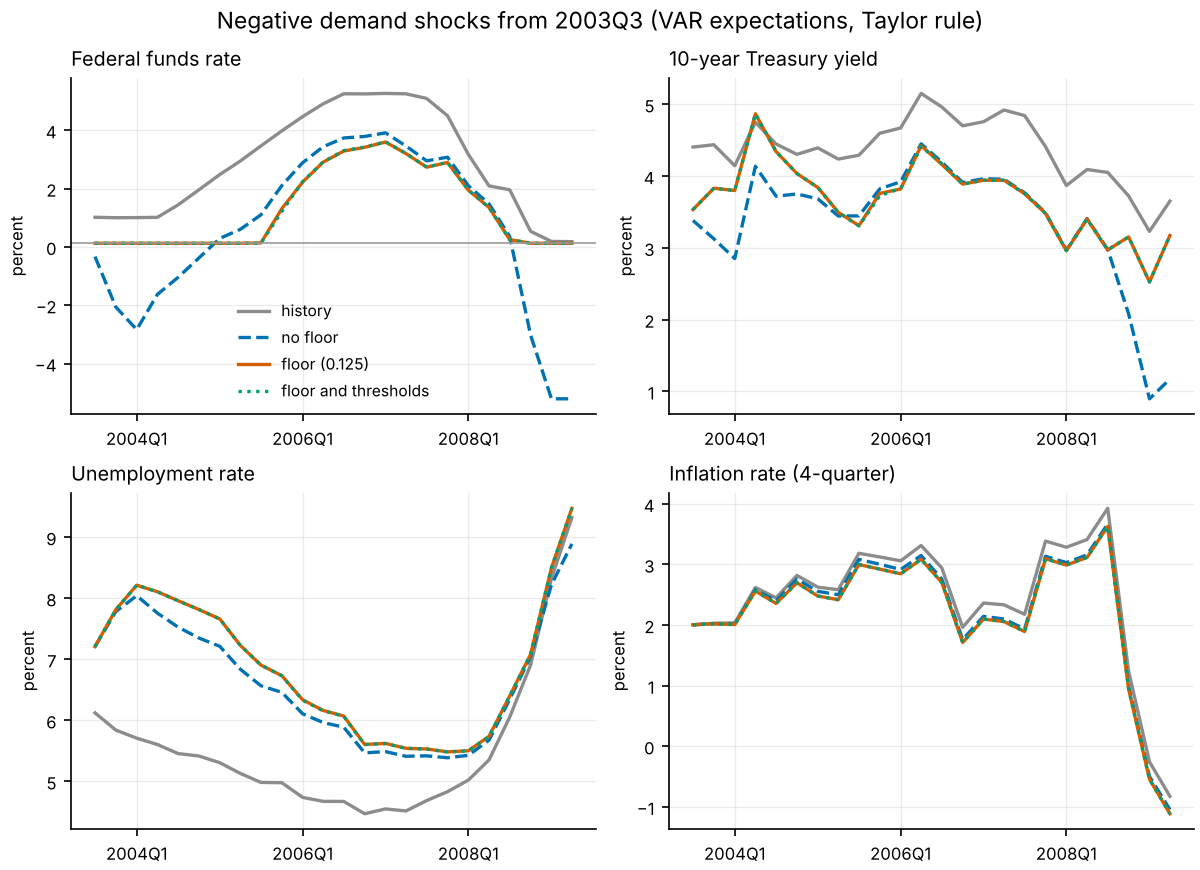 Negative demand shocks from 2003Q3 (VAR expectations, Taylor rule)
Federal funds rate
percent
4
2
0
−2
−4
history
no floor
floor (0.125)
floor and thresholds
2004Q1 2006Q1 2008Q1
10-year Treasury yield
percent
5
4
3
2
1
2004Q1 2006Q1 2008Q1
Unemployment rate
percent
9
8
7
6
5
2004Q1 2006Q1 2008Q1
Inflation rate (4-quarter)
percent
4
3
2
1
0
−1
2004Q1 2006Q1 2008Q1